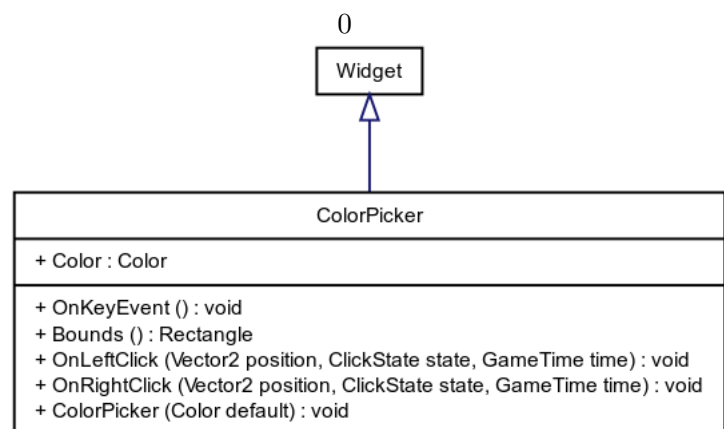 0
Widget
ColorPicker
+ Color : Color
+ OnKeyEvent () : void
+ Bounds () : Rectangle
+ OnLeftClick (Vector2 position, ClickState state, GameTime time) : void
+ OnRightClick (Vector2 position, ClickState state, GameTime time) : void
+ ColorPicker (Color default) : void